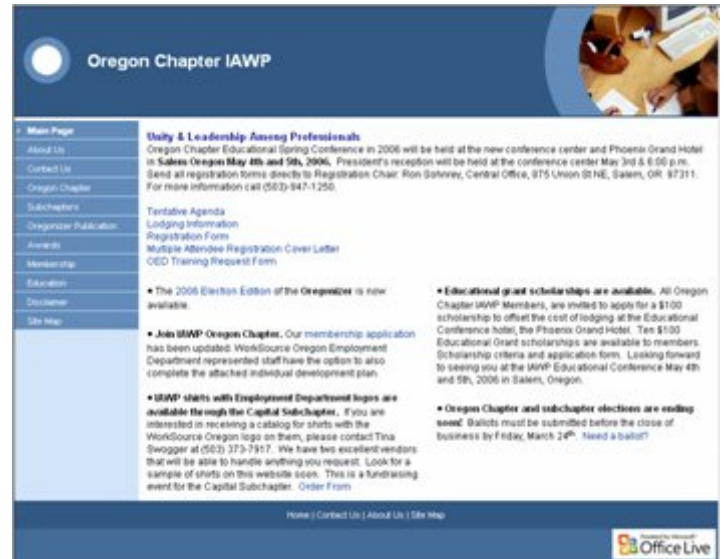 Oregon Chapter IAWP
Main Page
About Us
Contact Us
Oregon Chapter
Subchapters
Oregonizer Publication
Awards
Membership
Education
Disclaimer
Site Map
Unity & Leadership Among Professionals
Oregon Chapter Educational Spring Conference in 2006 will be held at the new conference center and Phoenix Grand Hotel
in Salem Oregon May 4th and 5th, 2006. President's reception will be held at the conference center May 3rd & 6:00 p.m.
Send all registration forms directly to Registration Chair: Ron Sohnrey, Central Office, 875 Union St NE, Salem, OR 97311.
For more information call (503)-947-1250.
Tentative Agenda
Lodging Information
Registration Form
Multiple Attendee Registration Cover Letter
OED Training Request Form
• The 2006 Election Edition of the Oregonizer is now
available.
• Join IAWP Oregon Chapter. Our membership application
has been updated. WorkSource Oregon Employment
Department represented staff have the option to also
complete the attached individual development plan.
• IAWP shirts with Employment Department logos are
available through the Capital Subchapter. If you are
interested in receiving a catalog for shirts with the
WorkSource Oregon logo on them, please contact Tina
Swogger at (503) 373-7917. We have two excellent vendors
that will be able to handle anything you request. Look for a
sample of shirts on this website soon. This is a fundraising
event for the Capital Subchapter. Order From
• Educational grant scholarships are available. All Oregon
Chapter IAWP Members, are invited to apply for a $100
scholarship to offset the cost of lodging at the Educational
Conference hotel, the Phoenix Grand Hotel. Ten $100
Educational Grant scholarships are available to members.
Scholarship criteria and application form. Looking forward
to seeing you at the IAWP Educational Conference May 4th
and 5th, 2006 in Salem, Oregon.
• Oregon Chapter and subchapter elections are ending
soon! Ballots must be submitted before the close of
business by Friday, March 24th. Need a ballot?
Home | Contact Us | About Us | Site Map
Powered by Microsoft
Office Live